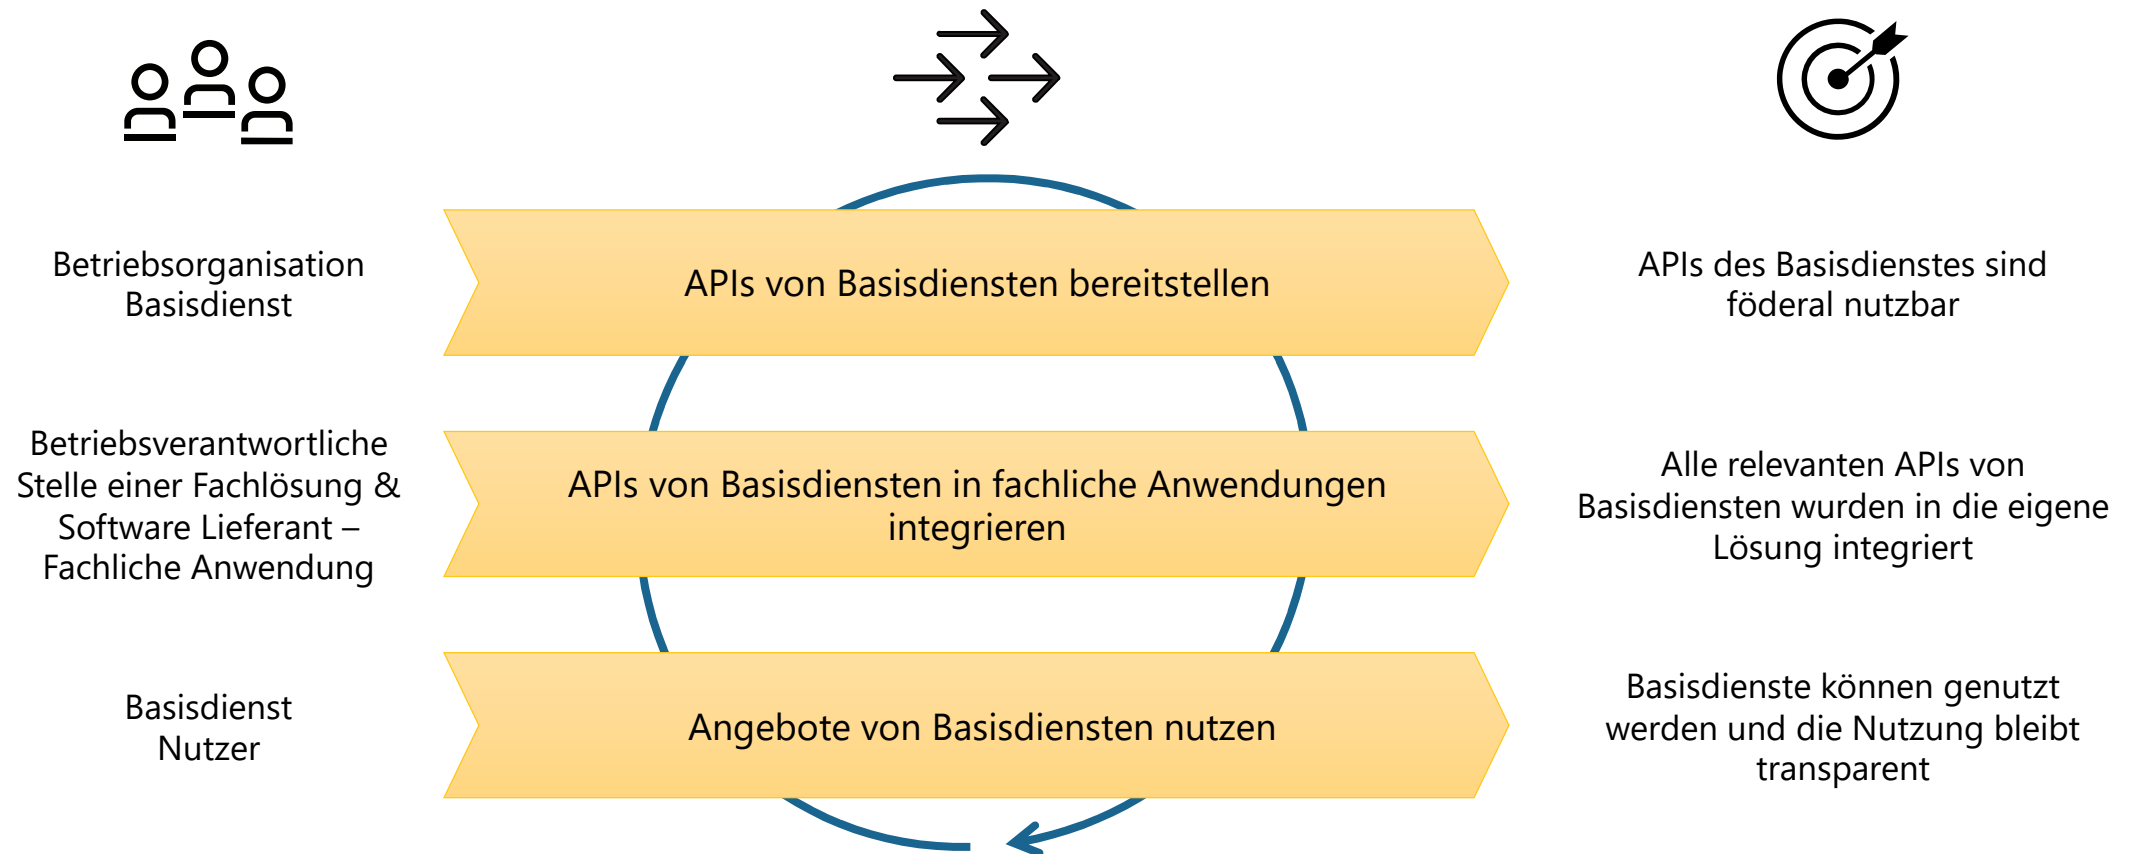 Betriebsorganisation
Basisdienst
APIs von Basisdiensten bereitstellen
APIs des Basisdienstes sind
föderal nutzbar
Betriebsverantwortliche
Stelle einer Fachlösung &
Software Lieferant –
Fachliche Anwendung
APIs von Basisdiensten in fachliche Anwendungen
integrieren
Alle relevanten APIs von
Basisdiensten wurden in die eigene
Lösung integriert
Basisdienst
Nutzer
Angebote von Basisdiensten nutzen
Basisdienste können genutzt
werden und die Nutzung bleibt
transparent